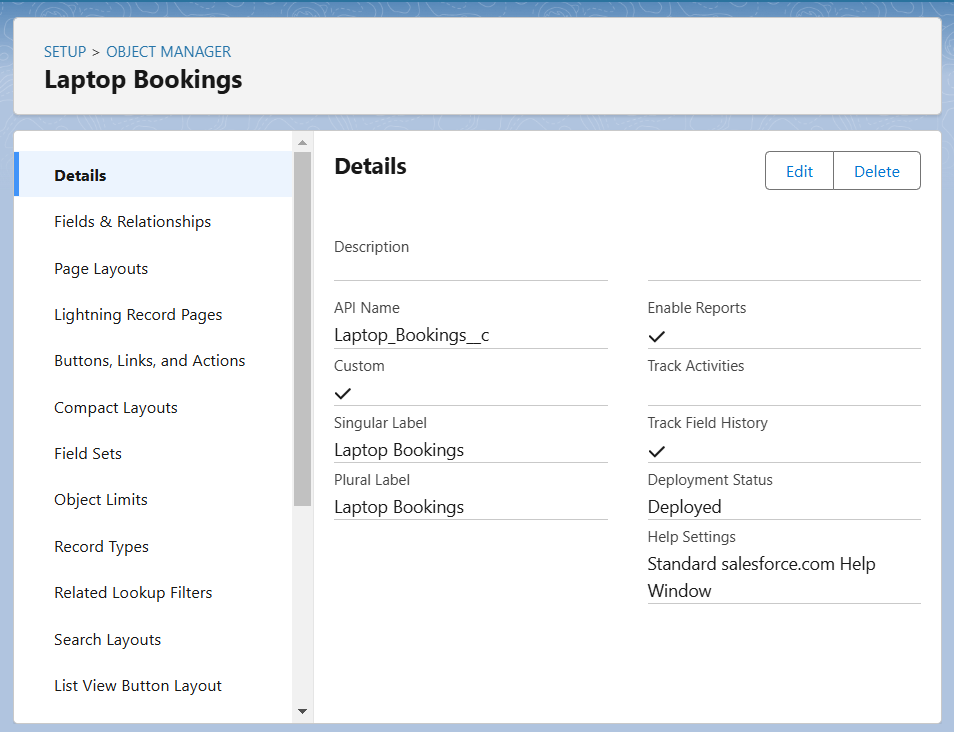 SETUP > OBJECT MANAGER
Laptop Bookings
Details
Fields & Relationships
Page Layouts
Lightning Record Pages
Buttons, Links, and Actions
Compact Layouts
Field Sets
Object Limits
Record Types
Related Lookup Filters
Search Layouts
List View Button Layout
Details
Edit
Delete
Description
API Name
Laptop_Bookings__c
Custom
Singular Label
Laptop Bookings
Plural Label
Laptop Bookings
Enable Reports
Track Activities
Track Field History
Deployment Status
Deployed
Help Settings
Standard salesforce.com Help
Window